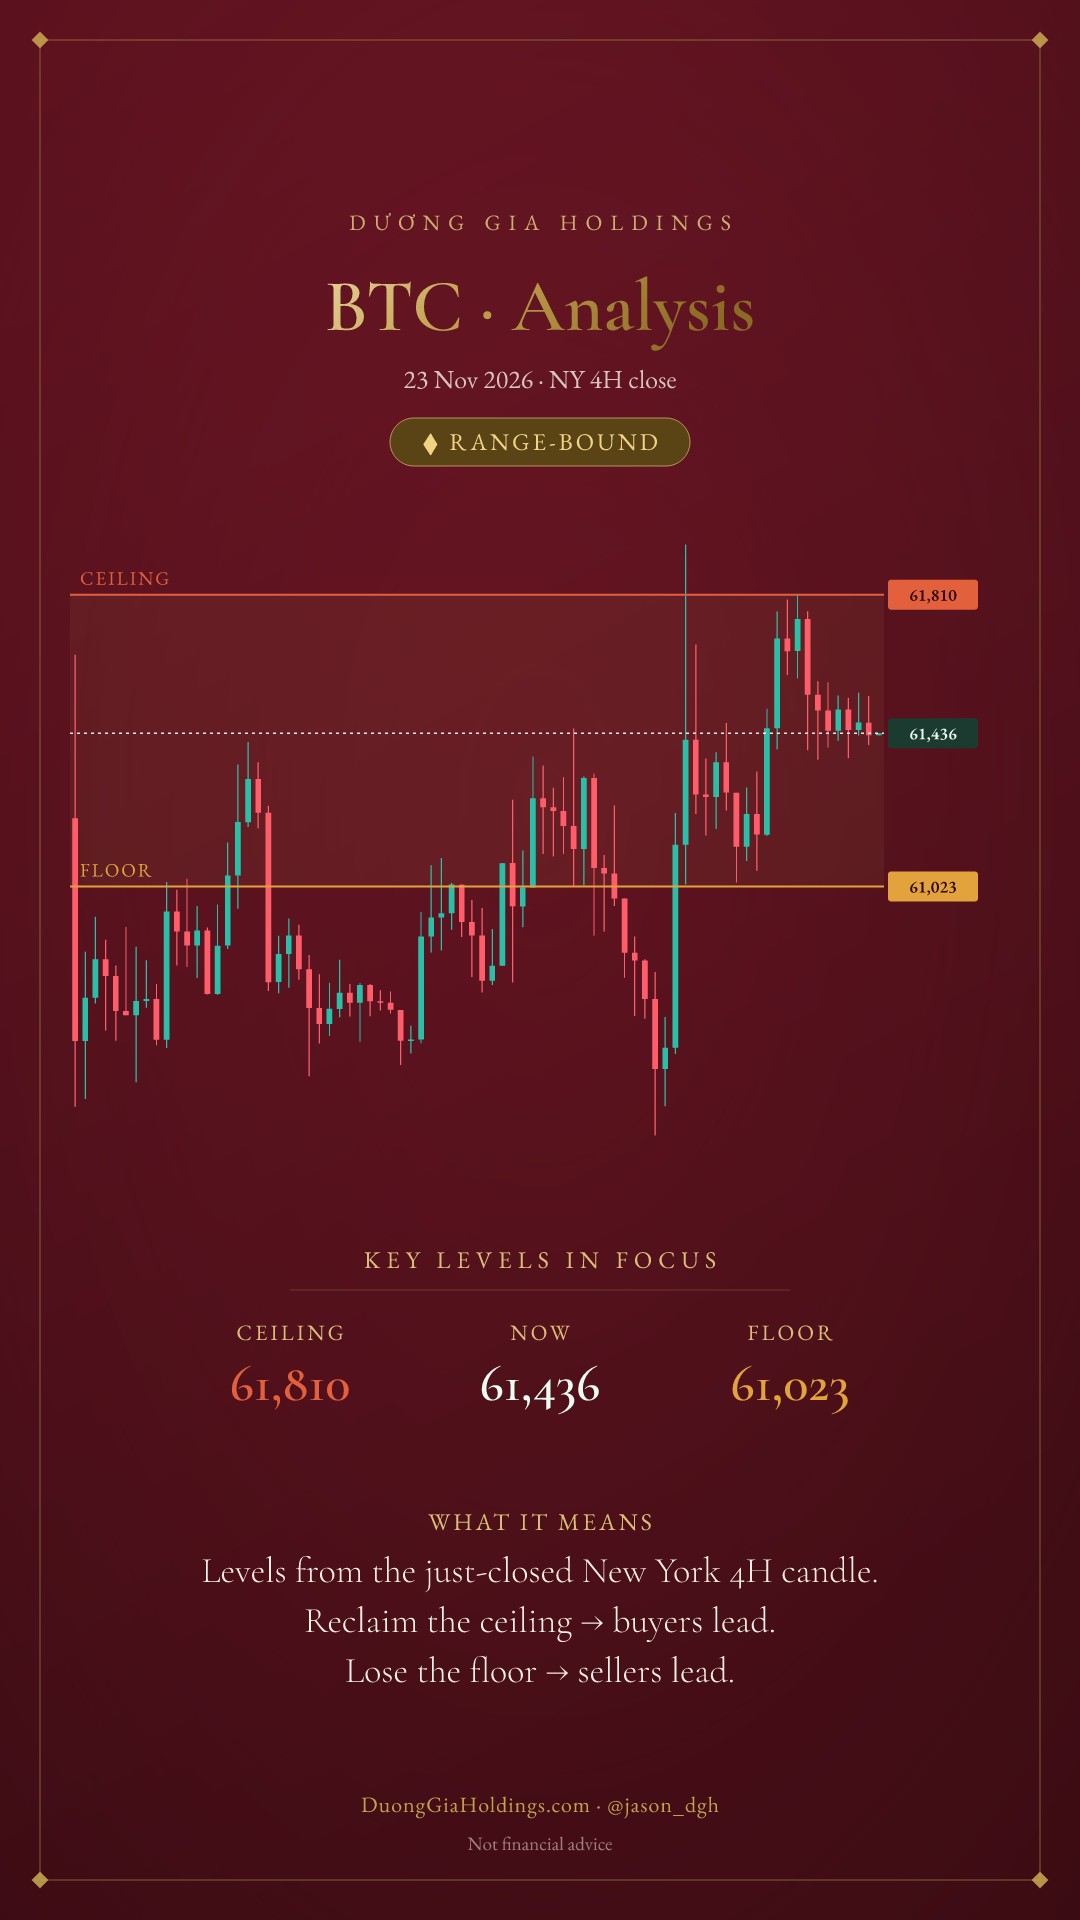 DƯƠNG GIA HOLDINGS
BTC · Analysis
23 Nov 2026 · NY 4H close
♦ RANGE-BOUND
CEILING
61,810
61,436
FLOOR
61,023
KEY LEVELS IN FOCUS
CEILING NOW FLOOR
61,810 61,436 61,023
WHAT IT MEANS
Levels from the just-closed New York 4H candle.
Reclaim the ceiling → buyers lead.
Lose the floor → sellers lead.
DuongGiaHoldings.com · @jason_dgh
Not financial advice